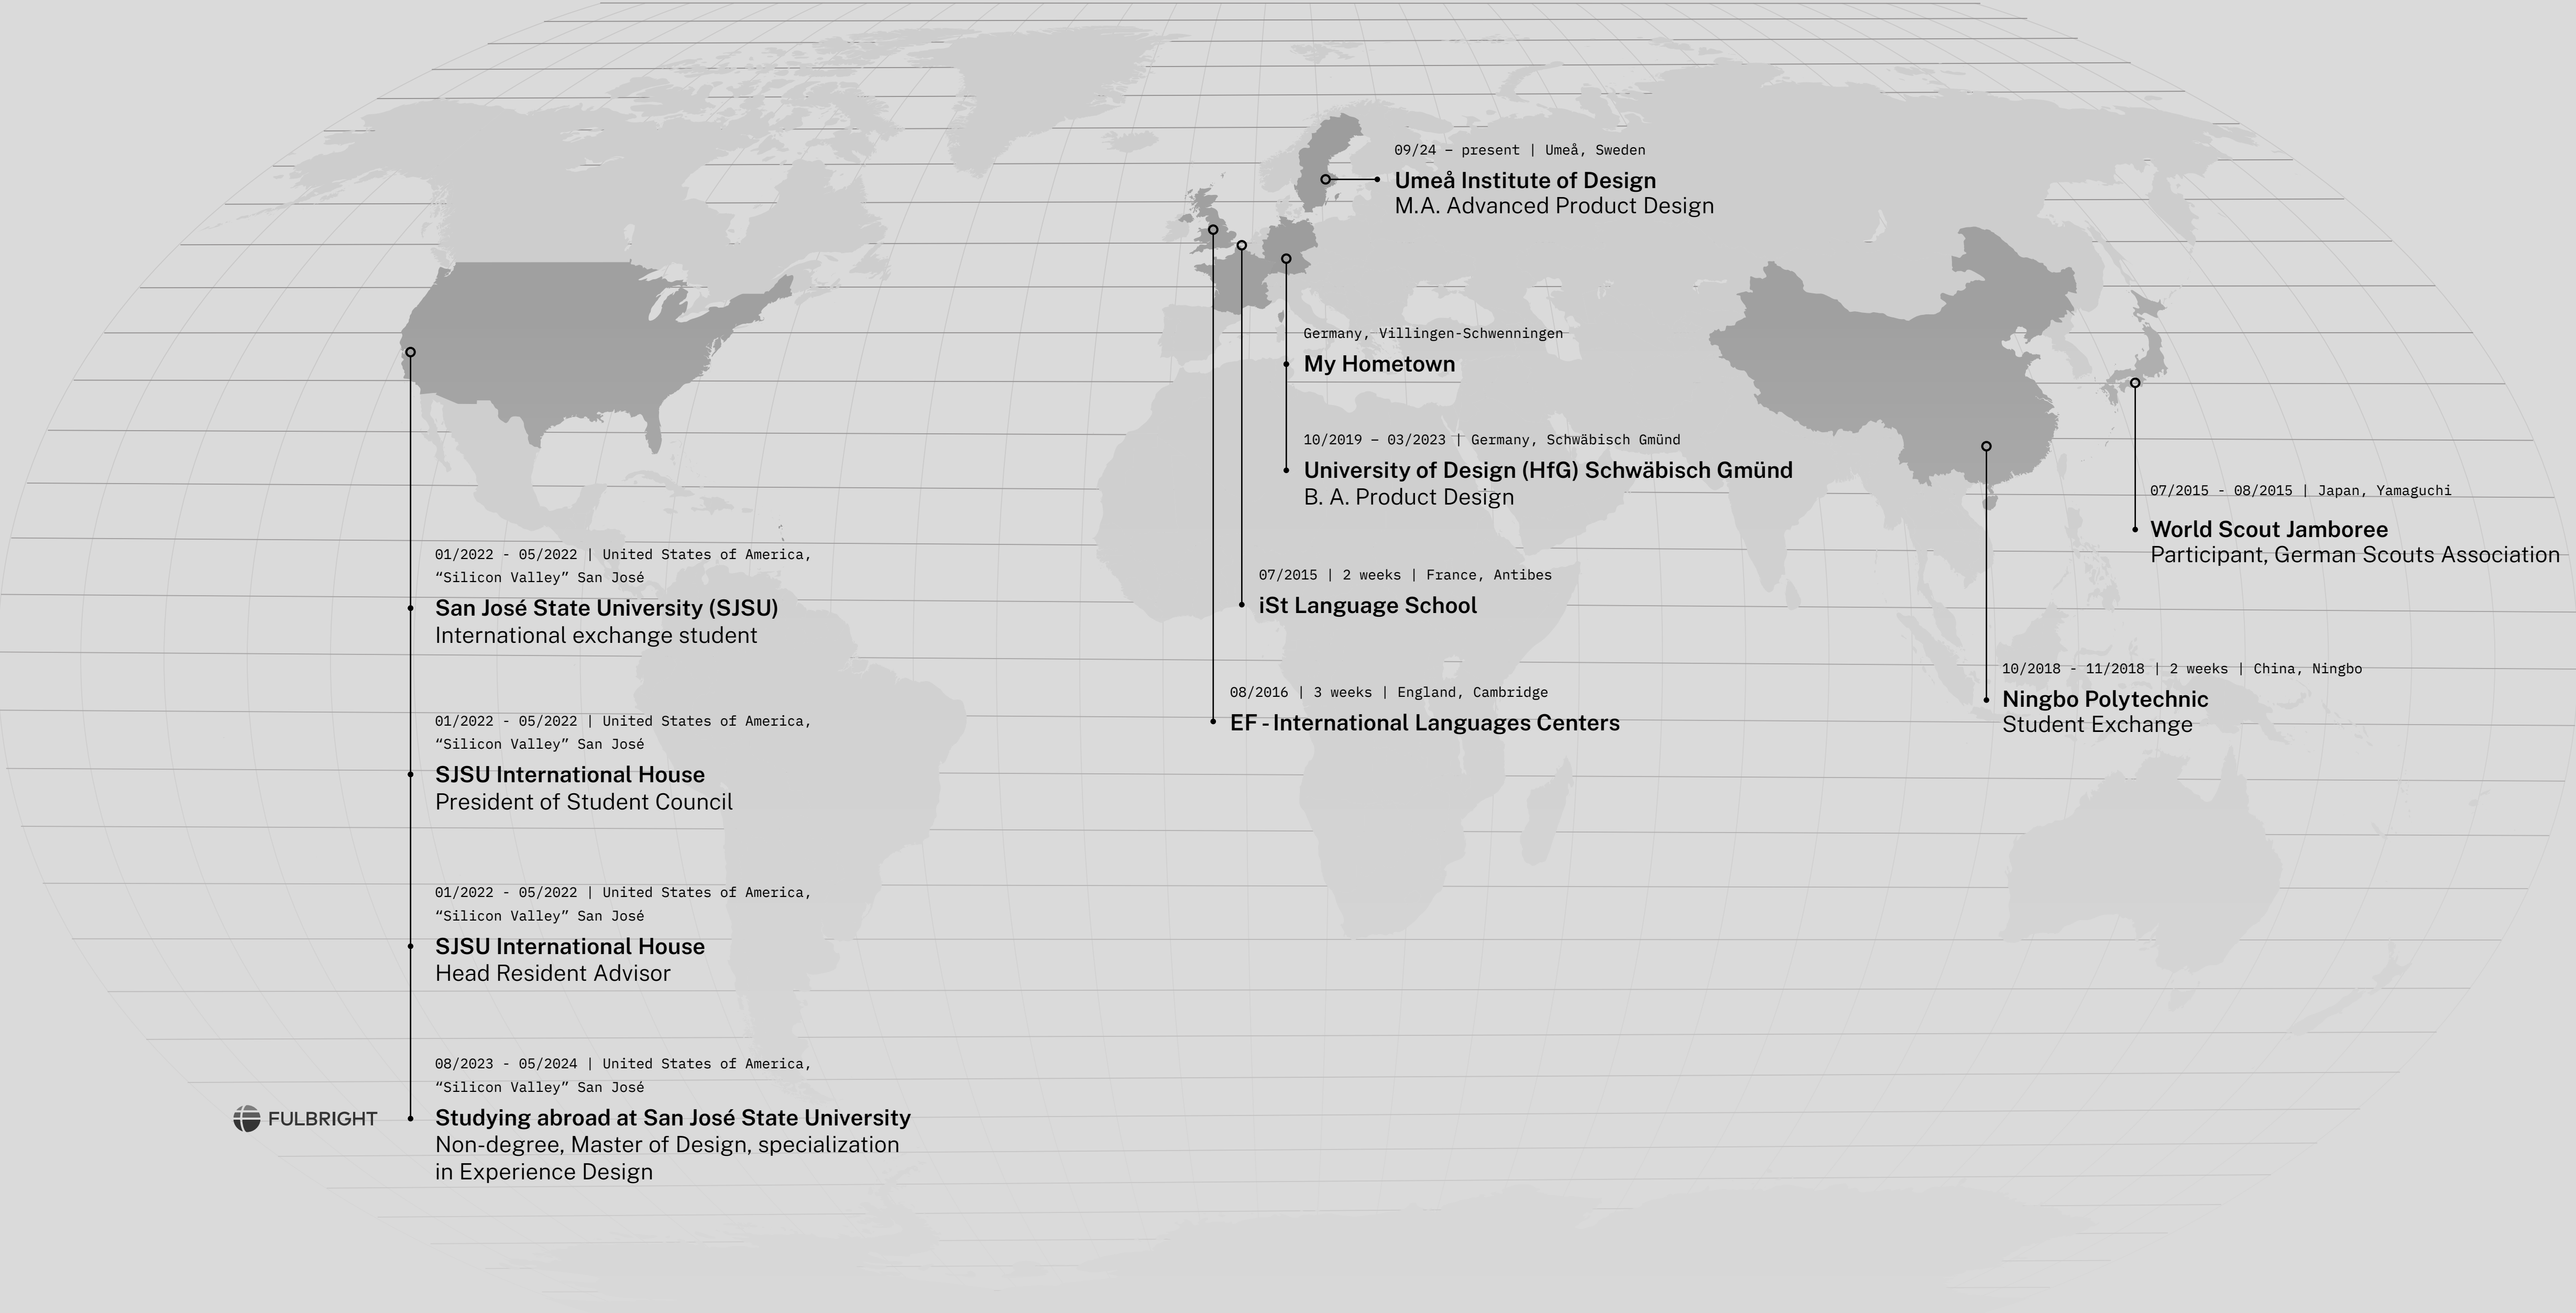 09/24 – present | Umeå, Sweden
Umeå Institute of Design
M.A. Advanced Product Design
Germany, Villingen-Schwenningen
My Hometown
10/2019 – 03/2023 | Germany, Schwäbisch Gmünd
University of Design (HfG) Schwäbisch Gmünd
B. A. Product Design
07/2015 - 08/2015 | Japan, Yamaguchi
World Scout Jamboree
Participant, German Scouts Association
01/2022 - 05/2022 | United States of America,
“Silicon Valley” San José
San José State University (SJSU)
International exchange student
07/2015 | 2 weeks | France, Antibes
iSt Language School
10/2018 - 11/2018 | 2 weeks | China, Ningbo
Ningbo Polytechnic
Student Exchange
08/2016 | 3 weeks | England, Cambridge
EF - International Languages Centers
01/2022 - 05/2022 | United States of America,
“Silicon Valley” San José
SJSU International House
President of Student Council
01/2022 - 05/2022 | United States of America,
“Silicon Valley” San José
SJSU International House
Head Resident Advisor
08/2023 - 05/2024 | United States of America,
“Silicon Valley” San José
FULBRIGHT
Studying abroad at San José State University
Non-degree, Master of Design, specialization
in Experience Design